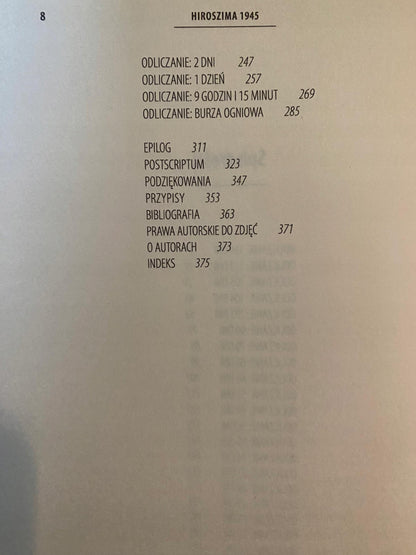 8 HIROSZIMA 1945
ODLICZANIE: 2 DNI 247
ODLICZANIE: 1 DZIEŃ 257
ODLICZANIE: 9 GODZIN I 15 MINUT 269
ODLICZANIE: BURZA OGNIOWA 285
EPILOG 311
POSTSCRIPTUM 323
PODZIĘKOWANIA 347
PRZYPISY 353
BIBLIOGRAFIA 363
PRAWA AUTORSKIE DO ZDJĘĆ 371
O AUTORACH 373
INDEKS 375